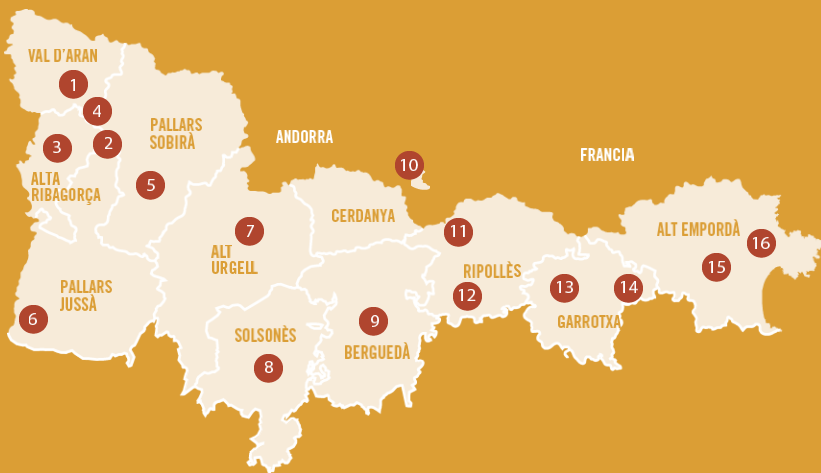 VAL D'ARAN
1
4
2
3
PALLARS
SOBIRÀ
ANDORRA
FRANCIA
10
ALTA
RIBAGORÇA
5
CERDANYA
7
11
ALT EMPORDÀ
16
ALT
URGELL
RIPOLLÈS
15
PALLARS
JUSSÀ
12
13
14
6
9
GARROTXA
SOLSONÈS
BERGUEDÀ
8